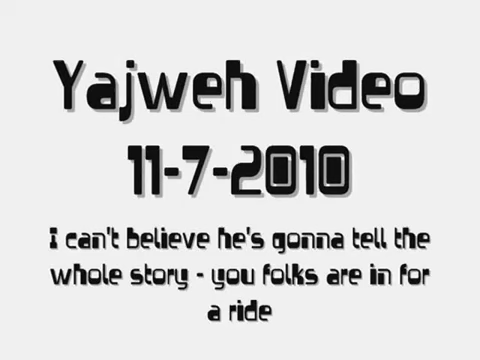 Yajweh Video
11-7-2010
I can't believe he's gonna tell the
whole story - you folks are in for
a ride